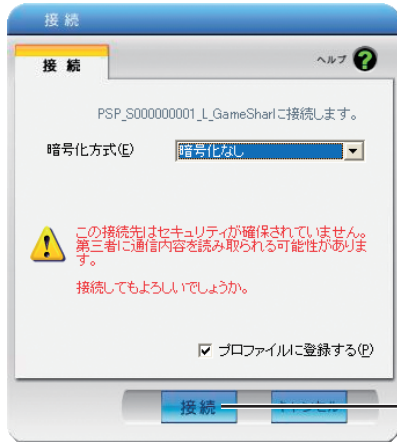 接続
接続
ヘルプ
PSP_S000000001_L_GameSharlに接続します。
暗号化方式(E)
暗号化なし
この接続先はセキュリティが確保されていません。
第三者に通信内容を読み取られる可能性がありま
す。
接続してもよろしいでしょうか。
プロファイルに登録する(P)
接続
キャンセル